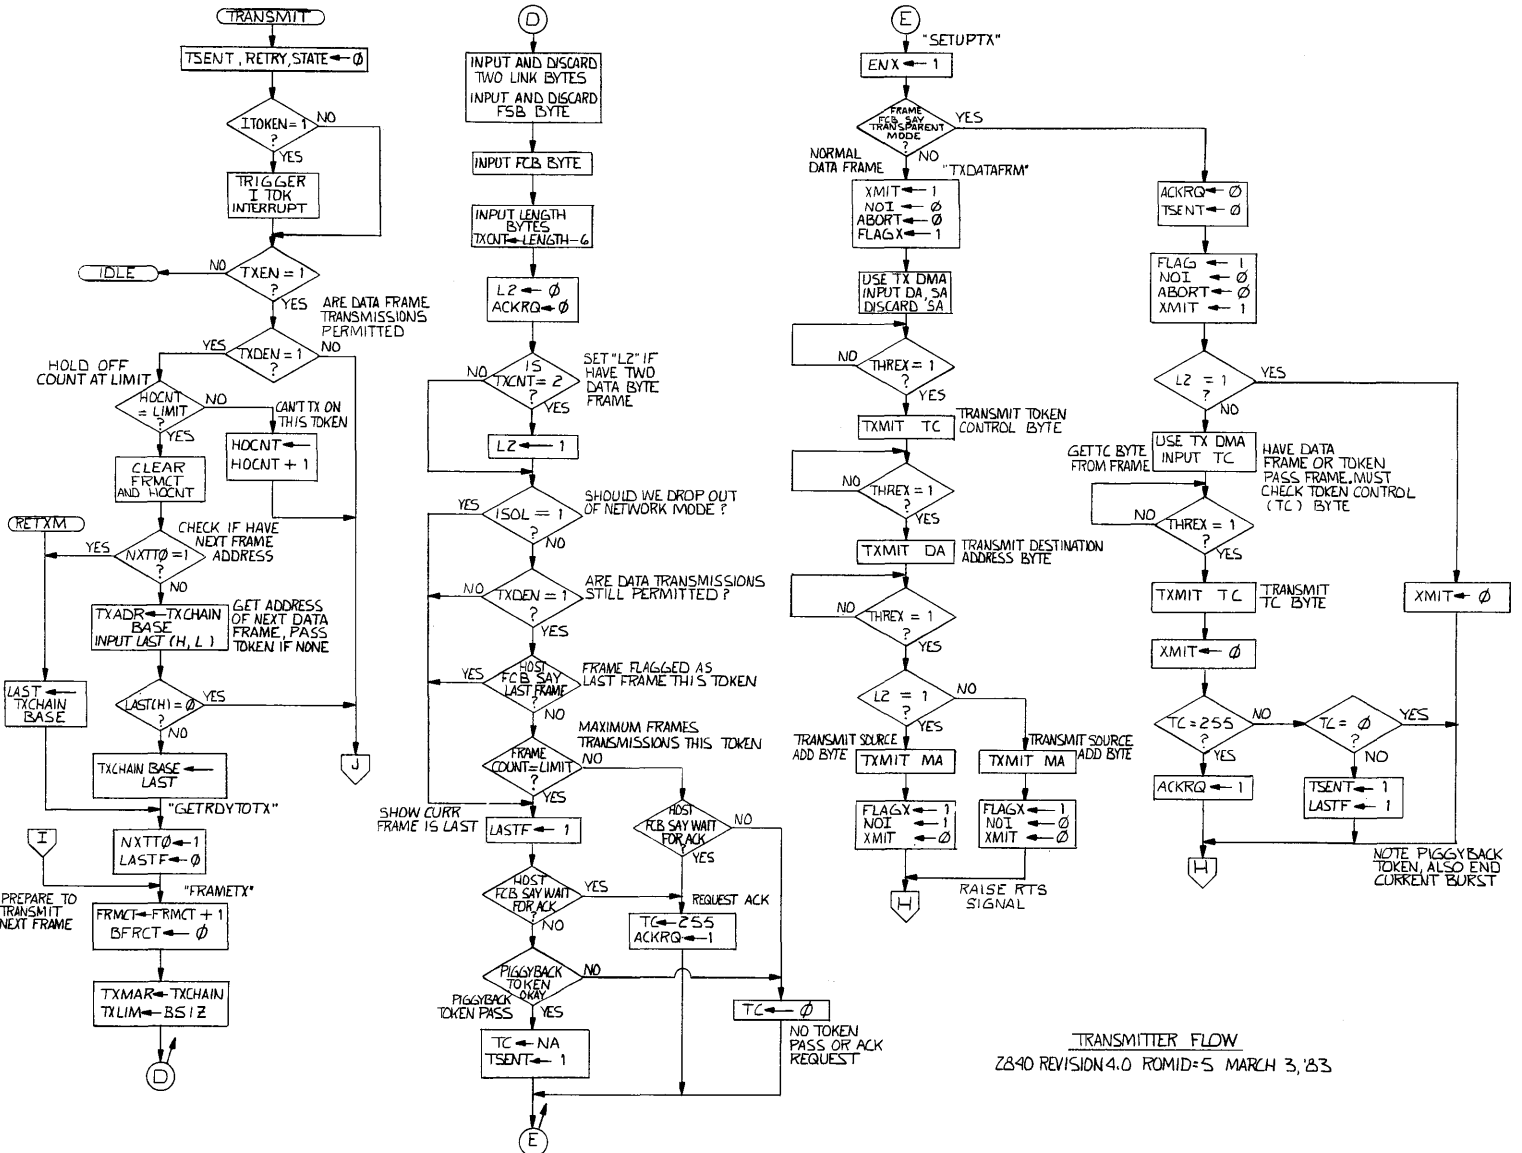 TRANSMIT
TSENT, RETRY, STATE ← Ø
ITOKEN = 1
?
NO
YES
TRIGGER
I TOK
INTERRUPT
TXEN = 1
?
NO
IDLE
YES
ARE DATA FRAME
TRANSMISSIONS
PERMITTED
TXDEN = 1
?
YES
NO
HOLD OFF
COUNT AT LIMIT
HOCNT
= LIMIT
?
NO
YES
CAN'T TX ON
THIS TOKEN
HOCNT ←
HOCNT + 1
CLEAR
FRMCT
AND HOCNT
RETXM
CHECK IF HAVE
NEXT FRAME
ADDRESS
NXTTØ = 1
?
YES
NO
TXADR ← TXCHAIN
BASE
INPUT LAST (H, L)
GET ADDRESS
OF NEXT DATA
FRAME, PASS
TOKEN IF NONE
LAST ←
TXCHAIN
BASE
LAST(H) = Ø
?
YES
NO
TXCHAIN BASE ←
LAST
J
"GETRDYTOTX"
I
NXTTØ ← 1
LASTF ← Ø
PREPARE TO
TRANSMIT
NEXT FRAME
"FRAMETX"
FRMCT ← FRMCT + 1
BFRCT ← Ø
TXMAR ← TXCHAIN
TXLIM ← BSIZ
D
D
INPUT AND DISCARD
TWO LINK BYTES
INPUT AND DISCARD
FSB BYTE
INPUT FCB BYTE
INPUT LENGTH
BYTES
TXCNT ← LENGTH-6
L2 ← Ø
ACKRQ ← Ø
IS
TXCNT = 2
?
NO
YES
SET "L2" IF
HAVE TWO
DATA BYTE
FRAME
L2 ← 1
ISOL = 1
?
YES
NO
SHOULD WE DROP OUT
OF NETWORK MODE?
TXDEN = 1
?
NO
YES
ARE DATA TRANSMISSIONS
STILL PERMITTED?
HOST
FCB SAY
LAST FRAME
?
YES
NO
FRAME FLAGGED AS
LAST FRAME THIS TOKEN
MAXIMUM FRAMES
TRANSMISSIONS THIS TOKEN
FRAME
COUNT=LIMIT
?
NO
YES
SHOW CURR
FRAME IS LAST
LASTF ← 1
HOST
FCB SAY WAIT
FOR ACK
?
NO
YES
HOST
FCB SAY WAIT
FOR ACK
?
YES
NO
REQUEST ACK
TC ← 255
ACKRQ ← 1
PIGGYBACK
TOKEN
OKAY
NO
YES
PIGGYBACK
TOKEN PASS
TC ← NA
TSENT ← 1
TC ← Ø
NO TOKEN
PASS OR ACK
REQUEST
E
E
"SETUPTX"
ENX ← 1
FRAME
FCB SAY
TRANSPARENT
MODE
?
YES
NO
NORMAL
DATA FRAME
"TXDATAFRM"
XMIT ← 1
NOI ← Ø
ABORT ← Ø
FLAGX ← 1
USE TX DMA
INPUT DA, SA
DISCARD SA
THREX = 1
?
NO
YES
TXMIT TC
TRANSMIT TOKEN
CONTROL BYTE
THREX = 1
?
NO
YES
TXMIT DA
TRANSMIT DESTINATION
ADDRESS BYTE
THREX = 1
?
NO
YES
L2 = 1
?
NO
YES
TRANSMIT SOURCE
ADD BYTE
TXMIT MA
TXMIT MA
TRANSMIT SOURCE
ADD BYTE
FLAGX ← 1
NOI ← 1
XMIT ← Ø
FLAGX ← 1
NOI ← Ø
XMIT ← Ø
RAISE RTS
SIGNAL
H
ACKRQ ← Ø
TSENT ← Ø
FLAG ← 1
NOI ← Ø
ABORT ← Ø
XMIT ← 1
L2 = 1
?
YES
NO
GET TC BYTE
FROM FRAME
USE TX DMA
INPUT TC
HAVE DATA
FRAME OR TOKEN
PASS FRAME. MUST
CHECK TOKEN CONTROL
(TC) BYTE
THREX = 1
?
NO
YES
TXMIT TC
TRANSMIT
TC BYTE
XMIT ← Ø
XMIT ← Ø
TC = 255
?
NO
YES
TC = Ø
?
YES
NO
ACKRQ ← 1
TSENT ← 1
LASTF ← 1
H
NOTE PIGGYBACK
TOKEN, ALSO END
CURRENT BURST
TRANSMITTER FLOW
2840 REVISION 4.0 ROMID=5 MARCH 3, '83